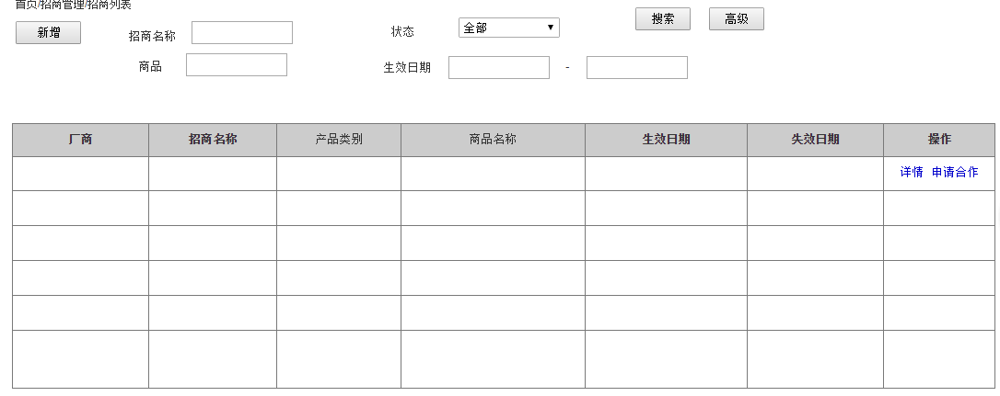 首页/招商管理/招商列表
新增 招商名称 状态 全部 搜索 高级
商品 生效日期 -
厂商 招商名称 产品类别 商品名称 生效日期 失效日期 操作
详情 申请合作